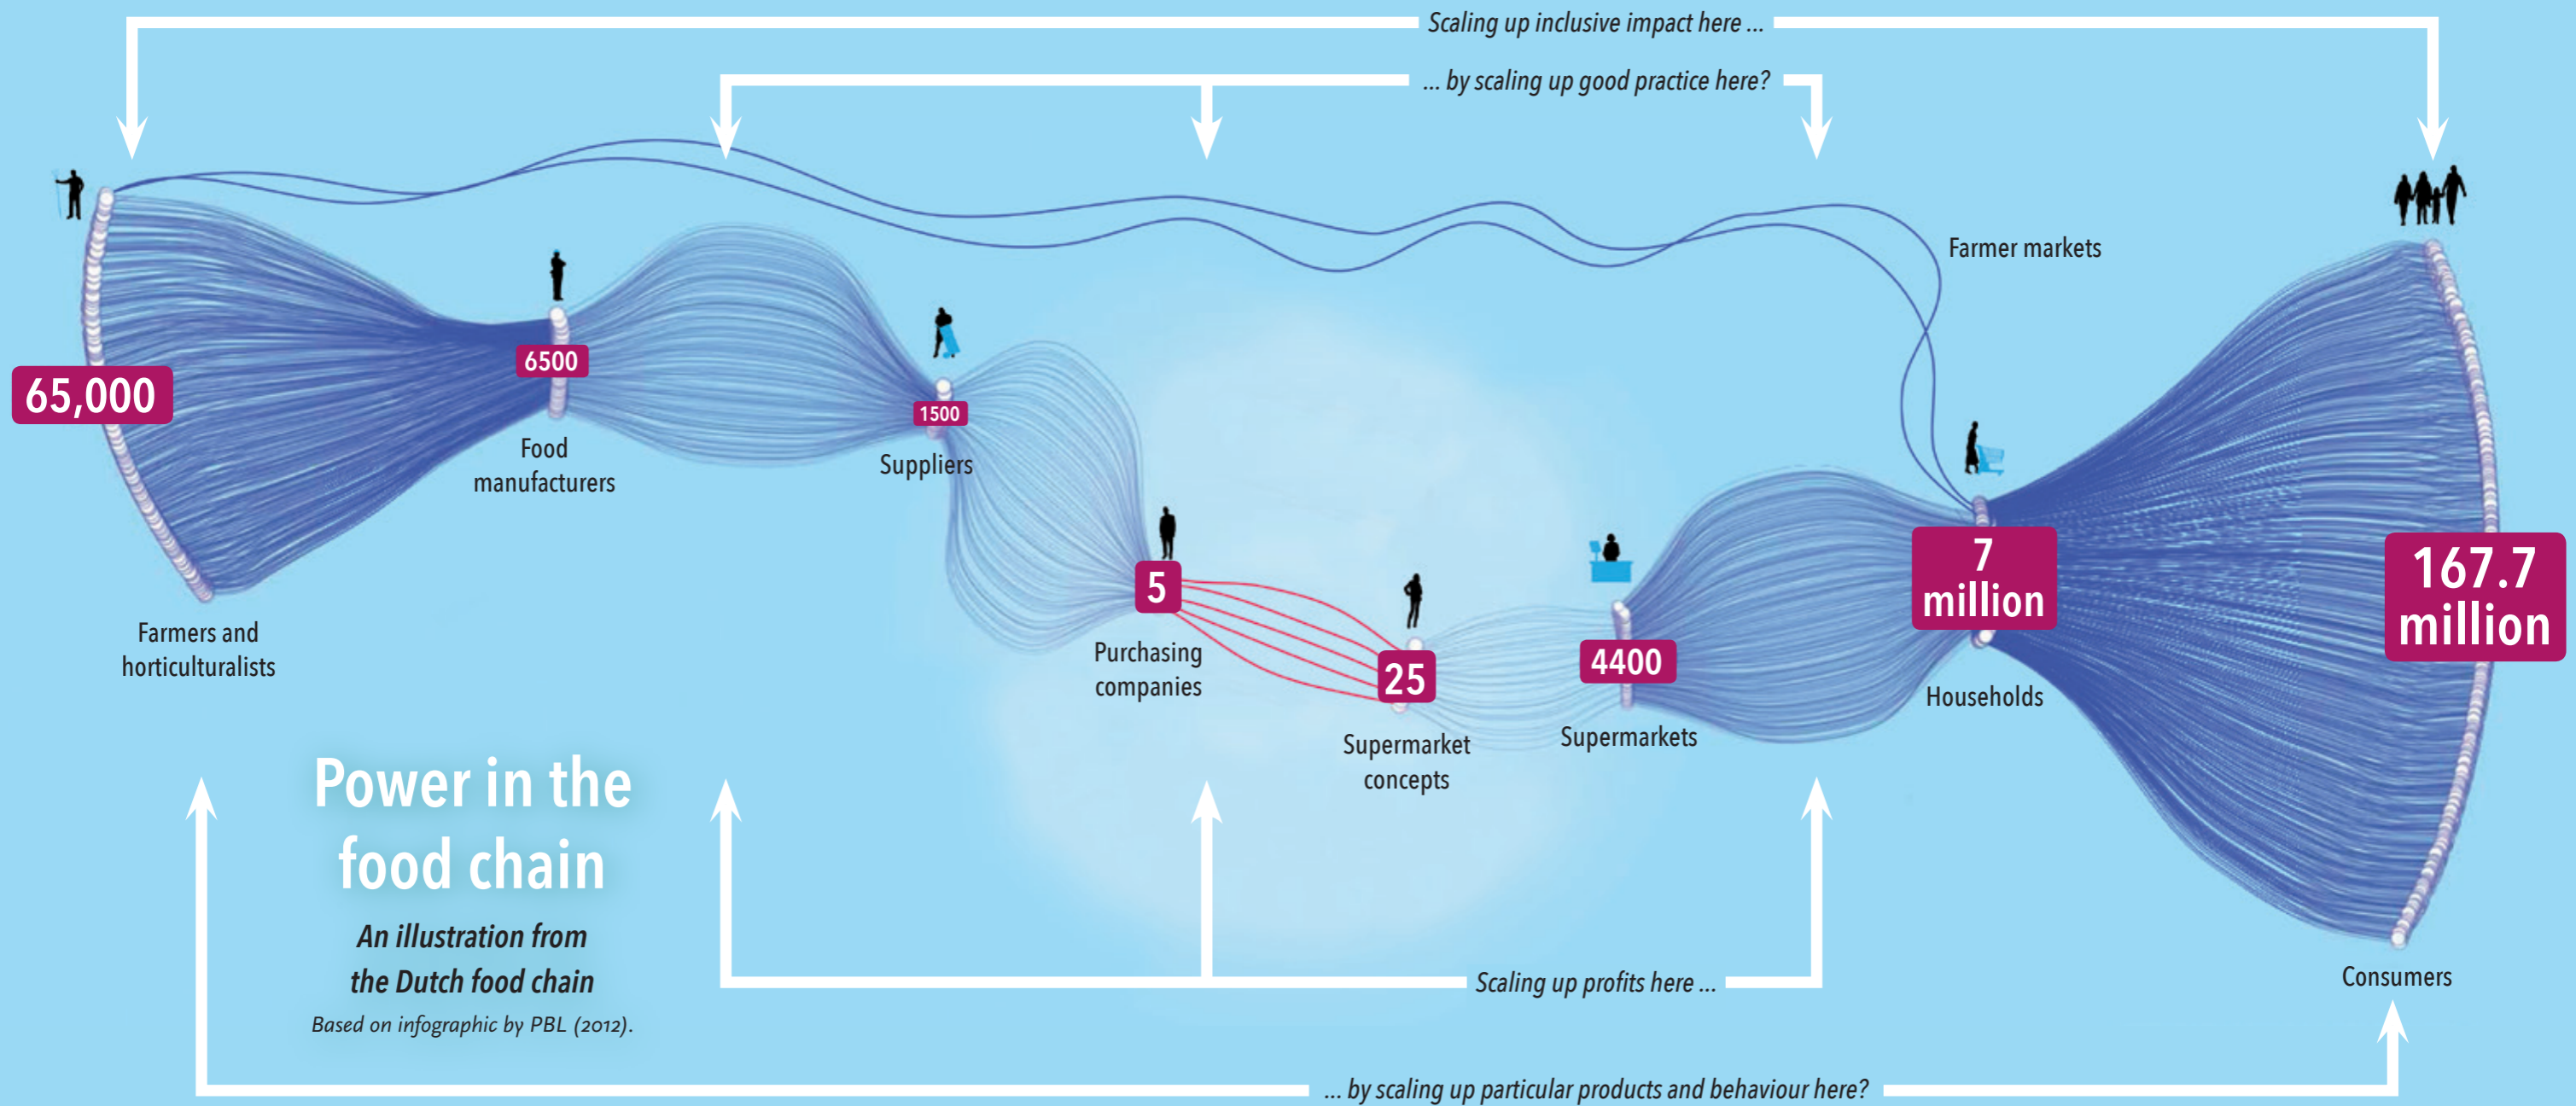 Scaling up inclusive impact here ...
... by scaling up good practice here?
Farmer markets
65,000
Farmers and
horticulturalists
6500
Food
manufacturers
1500
Suppliers
5
Purchasing
companies
25
Supermarket
concepts
4400
Supermarkets
7
million
Households
167.7
million
Consumers
Power in the
food chain
An illustration from
the Dutch food chain
Based on infographic by PBL (2012).
Scaling up profits here ...
... by scaling up particular products and behaviour here?